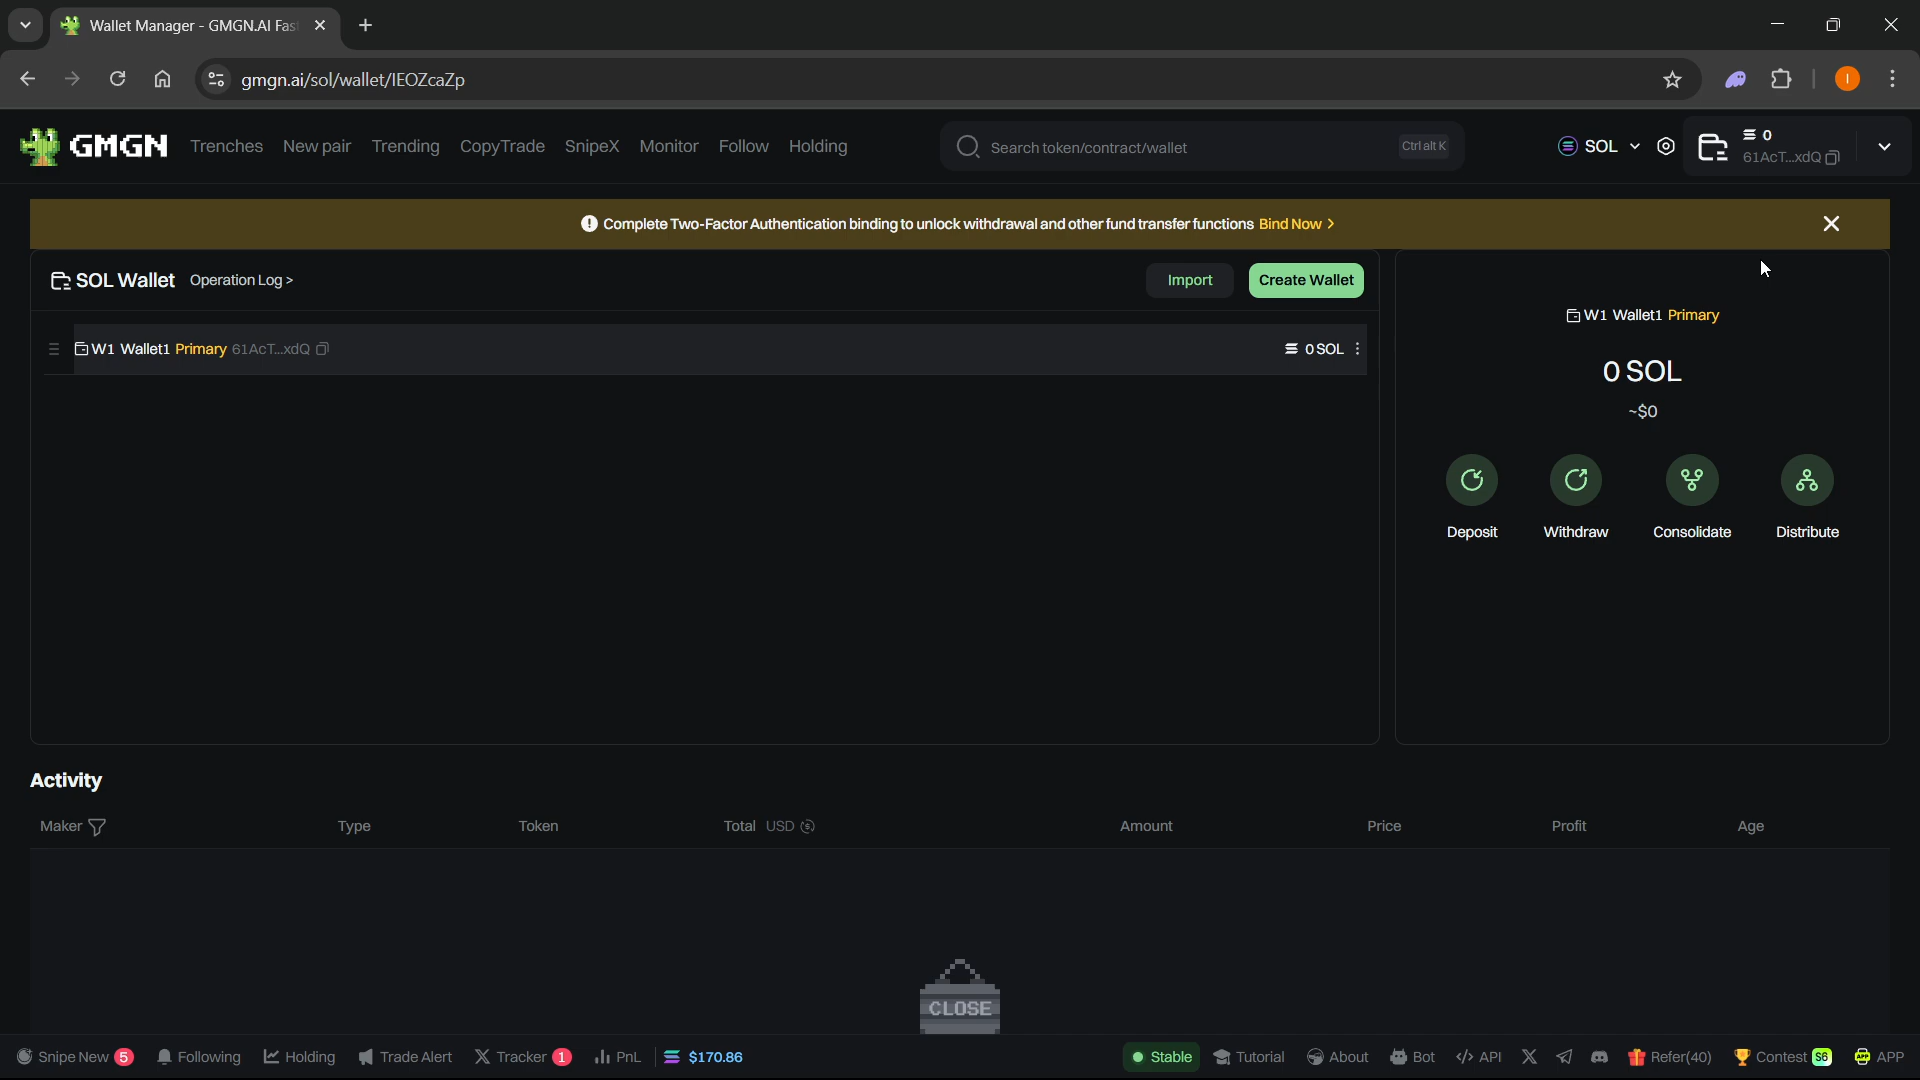 Wallet Manager - GMGN.AI Fas
gmgn.ai/sol/wallet/IEOZcaZp
I
GMGN Trenches New pair Trending CopyTrade SnipeX Monitor Follow Holding
Search token/contract/wallet Ctrl alt K
SOL
0
61AcT...xdQ
Complete Two-Factor Authentication binding to unlock withdrawal and other fund transfer functions Bind Now >
SOL Wallet Operation Log > Import Create Wallet
W1 Wallet1 Primary 61AcT...xdQ 0 SOL
W1 Wallet1 Primary
0 SOL
~$0
Deposit Withdraw Consolidate Distribute
Activity
Maker Type Token Total USD Amount Price Profit Age
CLOSE
Snipe New 5 Following Holding Trade Alert Tracker 1 PnL $170.86 Stable Tutorial About Bot API Refer(40) Contest S6 APP APP